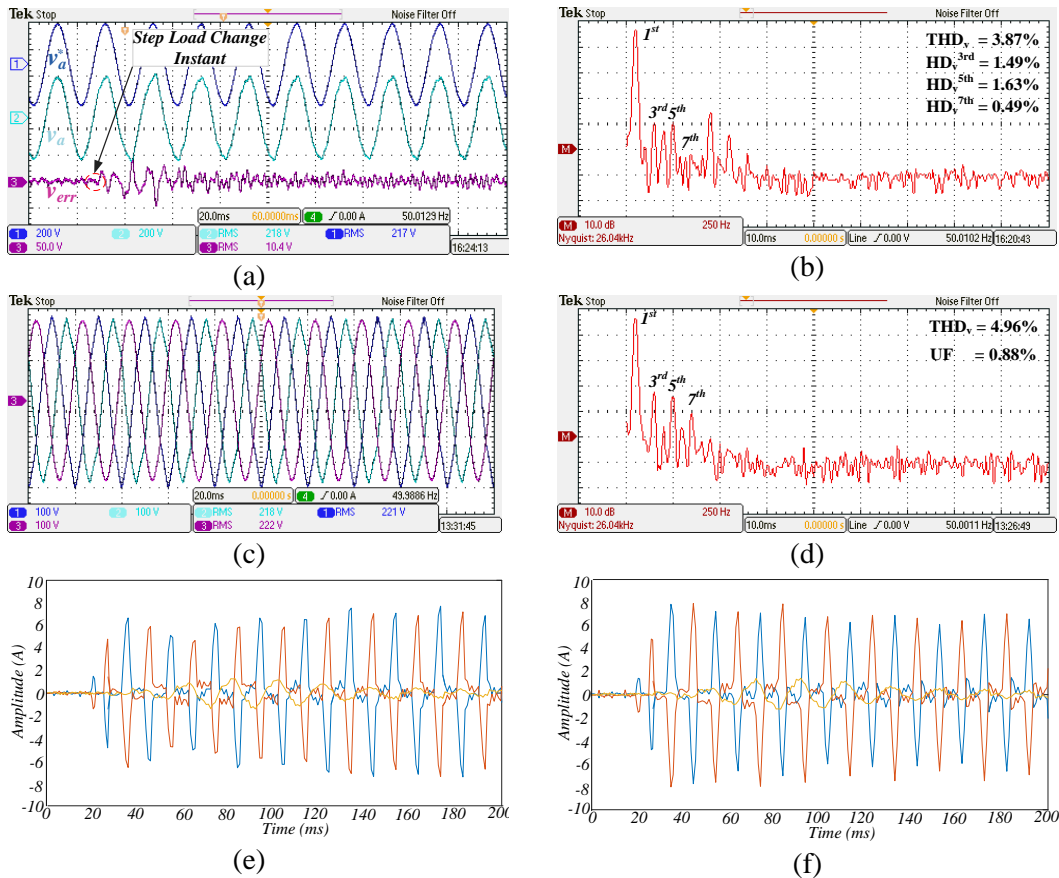 Tek Stop Noise Filter Off
Step Load Change
Instant
1
v*a
2
va
3
verr
20.0ms 60.0000ms 4 ∫ 0.00 A 50.0129 Hz
1 200 V 2 200 V 2 RMS 218 V 1 RMS 217 V
3 50.0 V 3 RMS 10.4 V 16:24:13
(a)
Tek Stop Noise Filter Off
1st
THDv = 3.87%
HDv3rd = 1.49%
HDv5th = 1.63%
HDv7th = 0.49%
3rd 5th
7th
M
M 10.0 dB 250 Hz
Nyquist: 26.04kHz 10.0ms 0.00000 s Line ∫ 0.00 V 50.0102 Hz 16:20:43
(b)
Tek Stop Noise Filter Off
3
20.0ms 0.00000 s 4 ∫ 0.00 A 49.9886 Hz
1 100 V 2 100 V 2 RMS 218 V 1 RMS 221 V
3 100 V 3 RMS 222 V 13:31:45
(c)
Tek Stop Noise Filter Off
1st
THDv = 4.96%
UF = 0.88%
3rd 5th
7th
M
M 10.0 dB 250 Hz
Nyquist: 26.04kHz 10.0ms 0.00000 s Line ∫ 0.00 V 50.0011 Hz 13:26:49
(d)
Amplitude (A)
10
8
6
4
2
0
-2
-4
-6
-8
-10
0 20 40 60 80 100 120 140 160 180 200
Time (ms)
(e)
Amplitude (A)
10
8
6
4
2
0
-2
-4
-6
-8
-10
0 20 40 60 80 100 120 140 160 180 200
Time (ms)
(f)